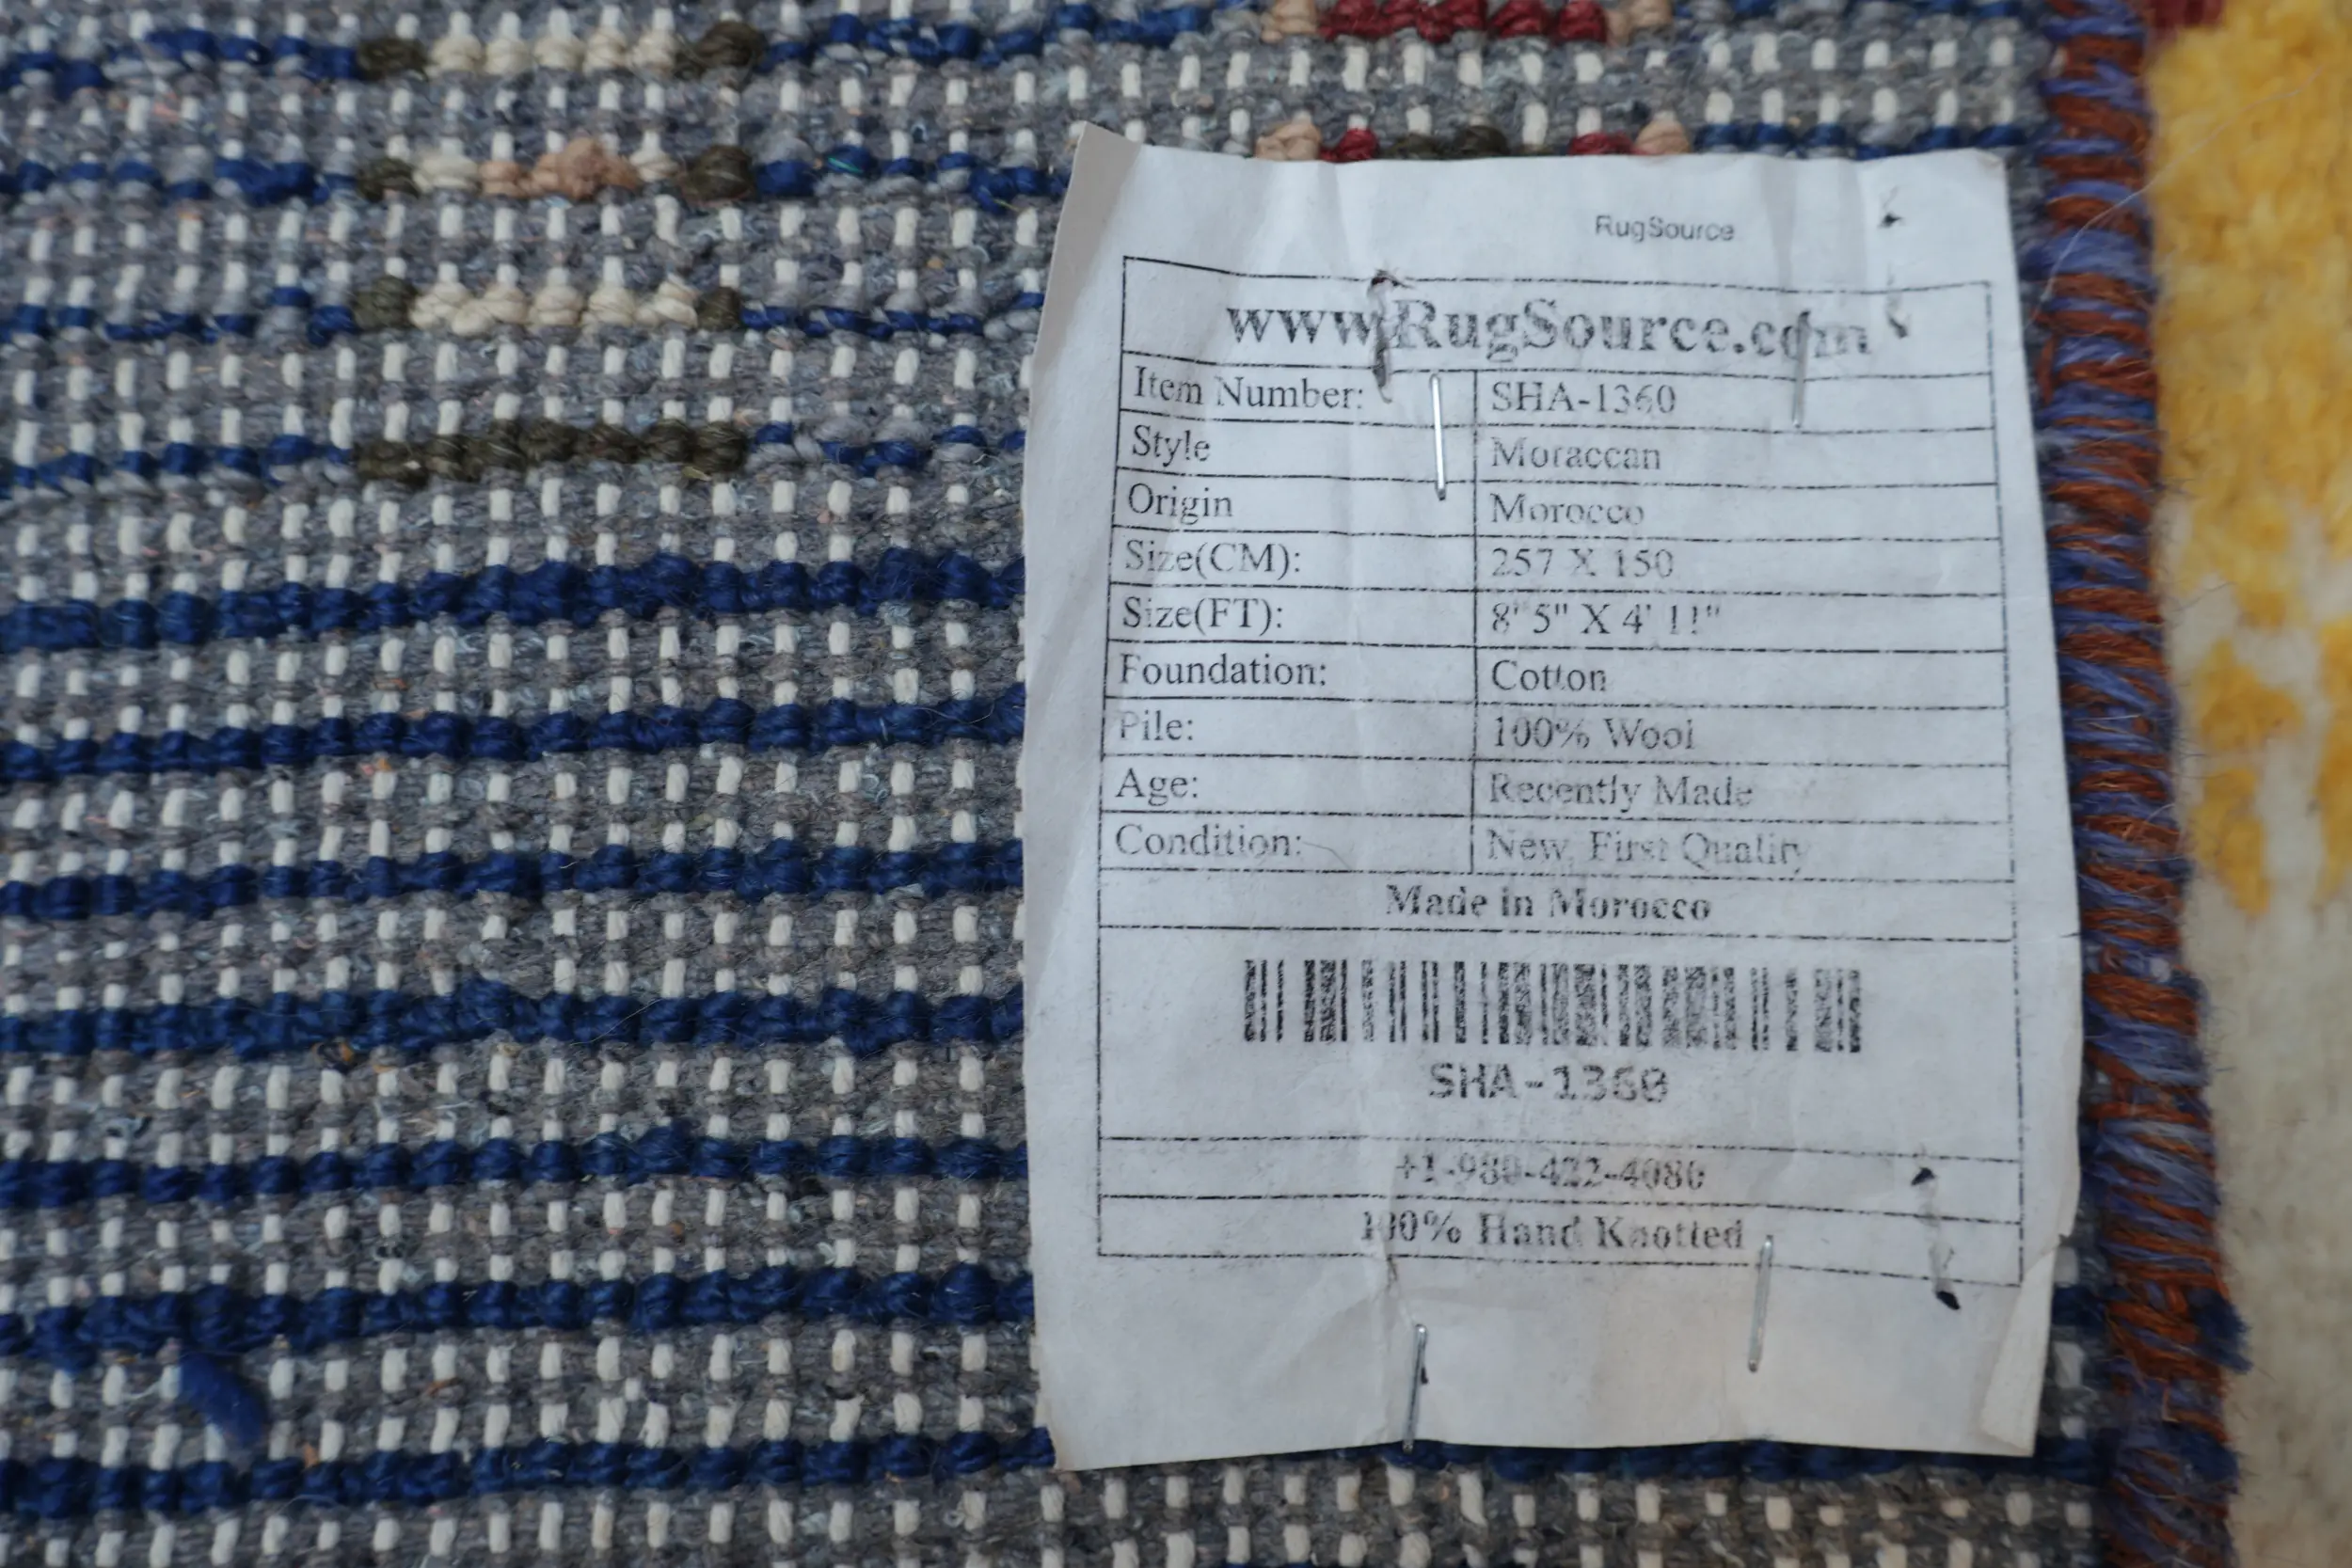 RugSource
www.RugSource.com
Item Number: SHA-1360
Style Moraccan
Origin Morocco
Size(CM): 257 X 150
Size(FT): 8' 5" X 4' 11"
Foundation: Cotton
Pile: 100% Wool
Age: Recently Made
Condition: New, First Quality
Made in Morocco
SHA-1360
+1-980-422-4080
100% Hand Knotted